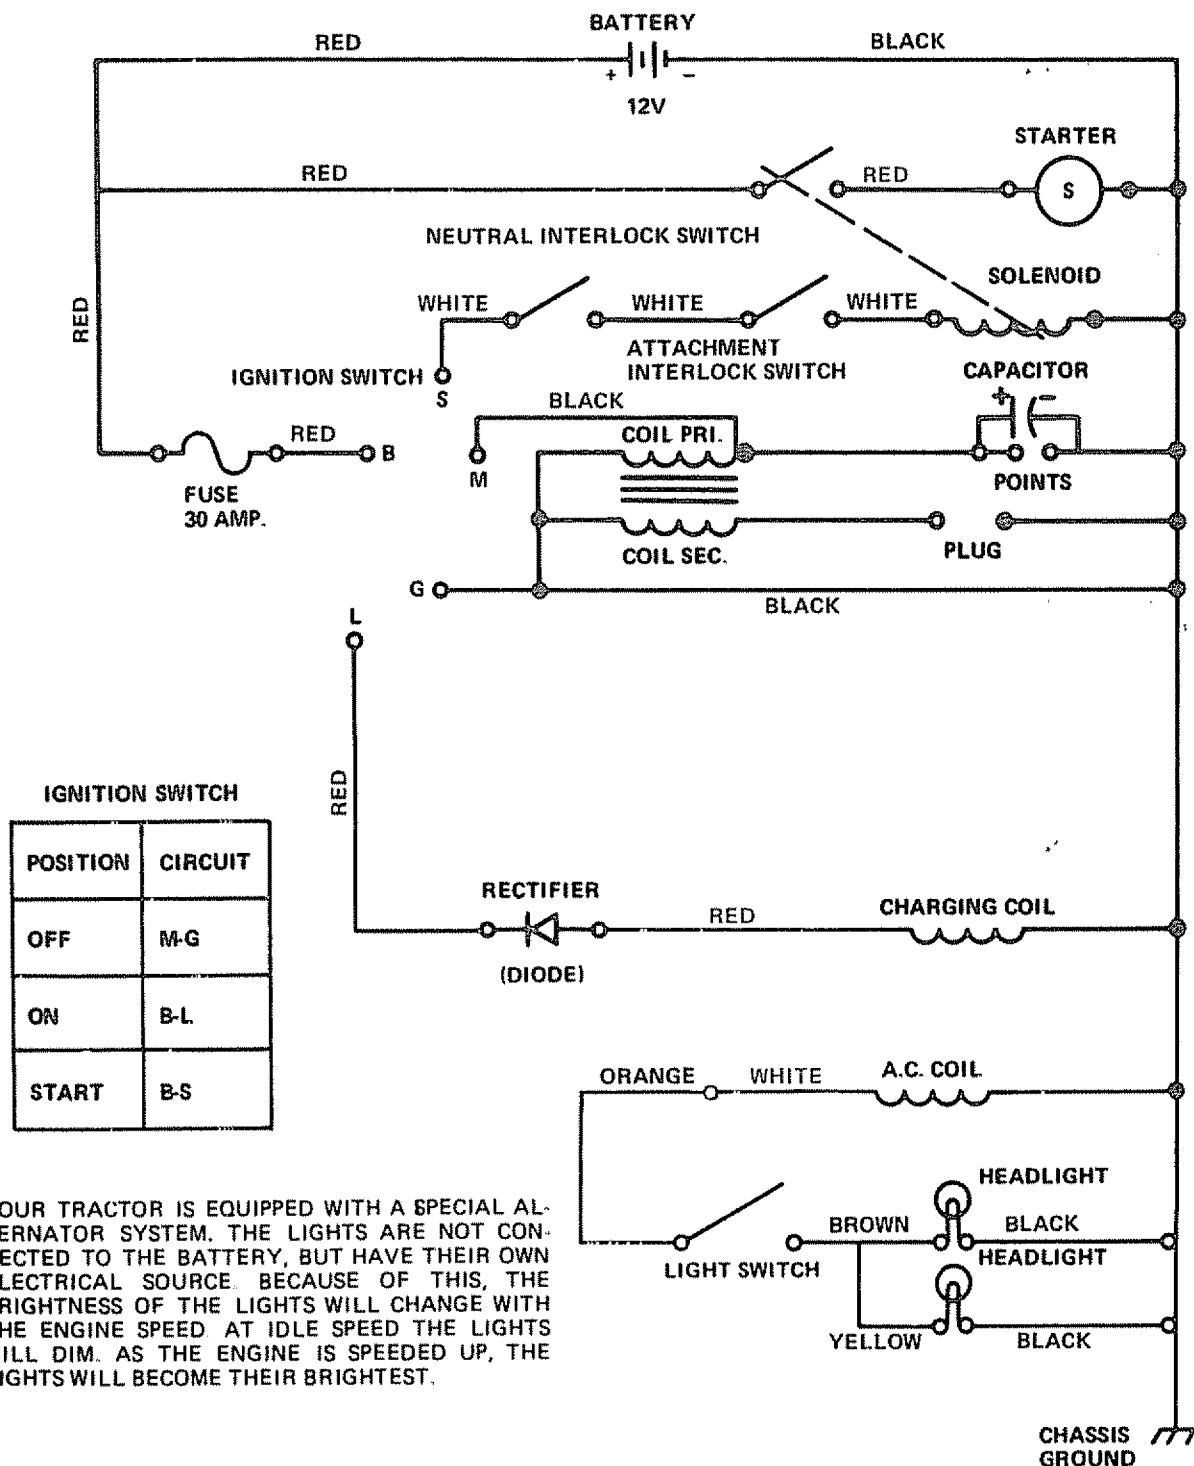 BATTERY
RED
BLACK
+ −
12V
STARTER
RED
RED
S
NEUTRAL INTERLOCK SWITCH
SOLENOID
RED
WHITE
WHITE
WHITE
ATTACHMENT
INTERLOCK SWITCH
IGNITION SWITCH
S
CAPACITOR
+ −
BLACK
COIL PRI.
RED
B
M
POINTS
FUSE
30 AMP.
COIL SEC.
PLUG
G
BLACK
L
RED
IGNITION SWITCH
POSITION CIRCUIT
OFF M-G
ON B-L
START B-S
RECTIFIER
RED
CHARGING COIL
(DIODE)
ORANGE
WHITE
A.C. COIL
HEADLIGHT
BROWN
BLACK
LIGHT SWITCH
HEADLIGHT
YELLOW
BLACK
OUR TRACTOR IS EQUIPPED WITH A SPECIAL AL-
ERNATOR SYSTEM. THE LIGHTS ARE NOT CON-
ECTED TO THE BATTERY, BUT HAVE THEIR OWN
LECTRICAL SOURCE. BECAUSE OF THIS, THE
RIGHTNESS OF THE LIGHTS WILL CHANGE WITH
HE ENGINE SPEED. AT IDLE SPEED THE LIGHTS
ILL DIM. AS THE ENGINE IS SPEEDED UP, THE
IGHTS WILL BECOME THEIR BRIGHTEST.
CHASSIS
GROUND